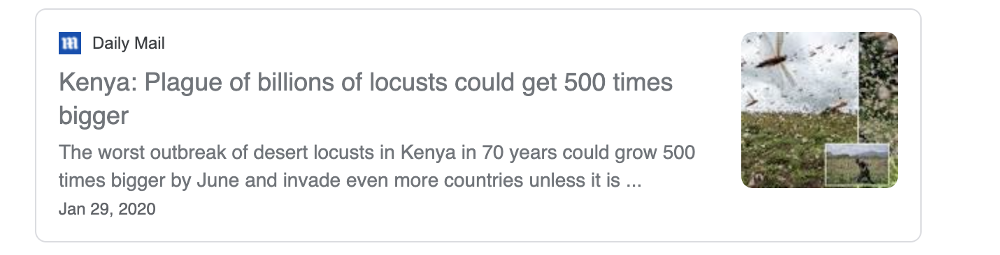 Daily Mail
Kenya: Plague of billions of locusts could get 500 times
bigger
The worst outbreak of desert locusts in Kenya in 70 years could grow 500
times bigger by June and invade even more countries unless it is ...
Jan 29, 2020